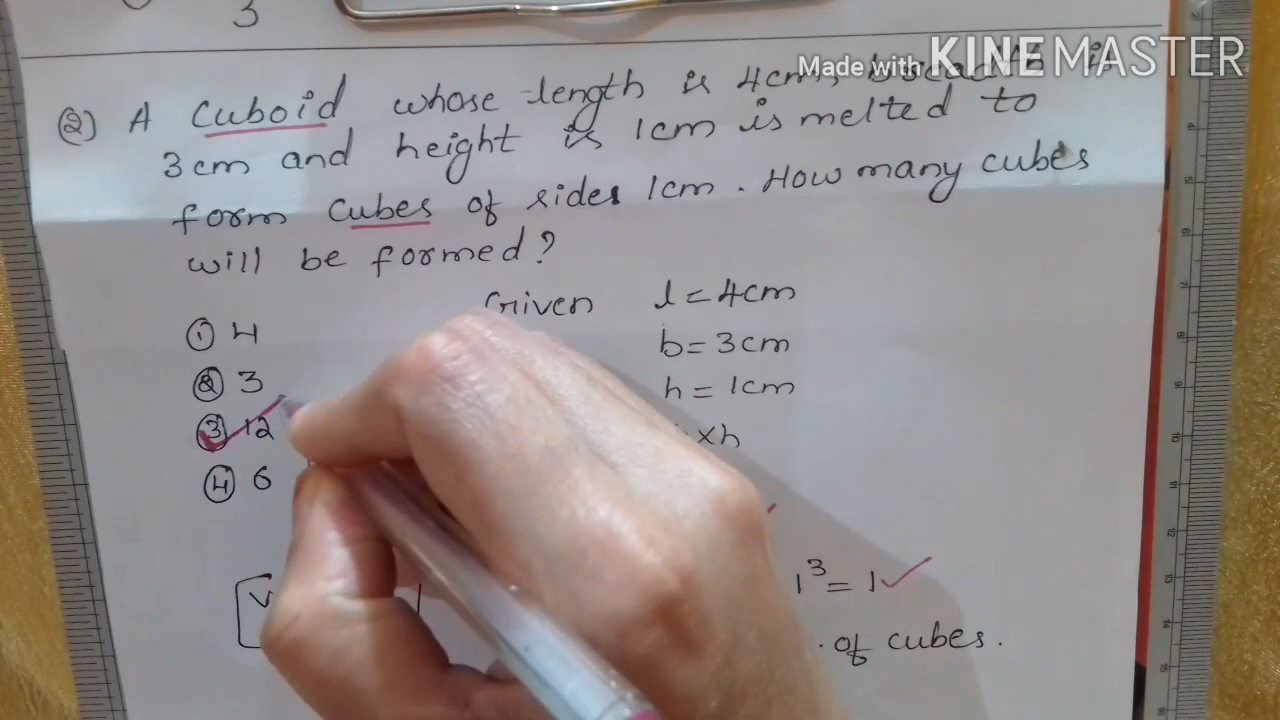 3
Made with KINEMASTER
(2) A Cuboid whose length is 4cm, breadth is
3cm and height is 1cm is melted to
form cubes of sides 1cm. How many cubes
will be formed?
Given l = 4cm
① 4
b = 3cm
② 3
h = 1cm
③ 12
×h
④ 6
1³ = 1
of cubes.